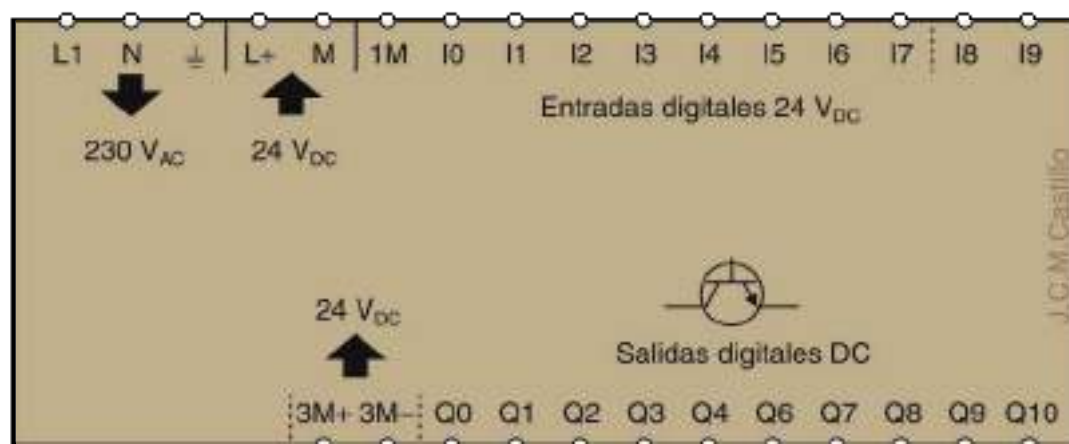 L1 N ⏚ L+ M 1M I0 I1 I2 I3 I4 I5 I6 I7 I8 I9
Entradas digitales 24 VDC
230 VAC 24 VDC
J.C.M.Castillo
24 VDC
Salidas digitales DC
3M+ 3M− Q0 Q1 Q2 Q3 Q4 Q6 Q7 Q8 Q9 Q10